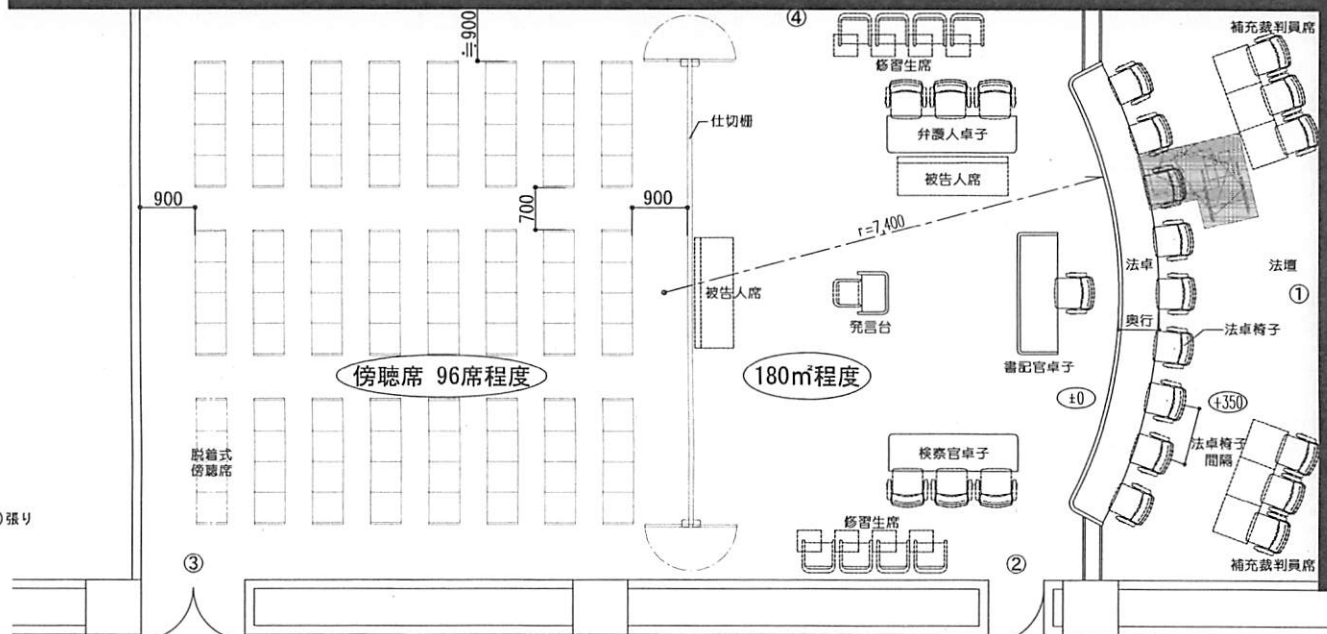 ④
補充裁判員席
≒900
修習生席
仕切柵
弁護人卓子
被告人席
900
700
900
r=7,400
法卓
法壇
①
被告人席
発言台
奥行
法卓椅子
書記官卓子
傍聴席 96席程度
180㎡程度
±0
+350
法卓椅子
間隔
脱着式
傍聴席
検察官卓子
修習生席
)張り
③
②
補充裁判員席